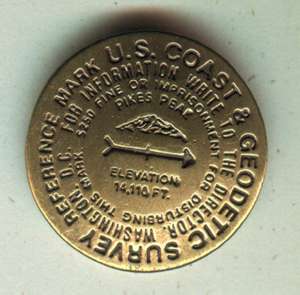 U.S. COAST & GEODETIC SURVEY REFERENCE MARK
FOR INFORMATION WRITE TO THE DIRECTOR, WASHINGTON, D.C.
$250 FINE OR IMPRISONMENT FOR DISTURBING THIS MARK
PIKES PEAK
ELEVATION
14,110 FT.